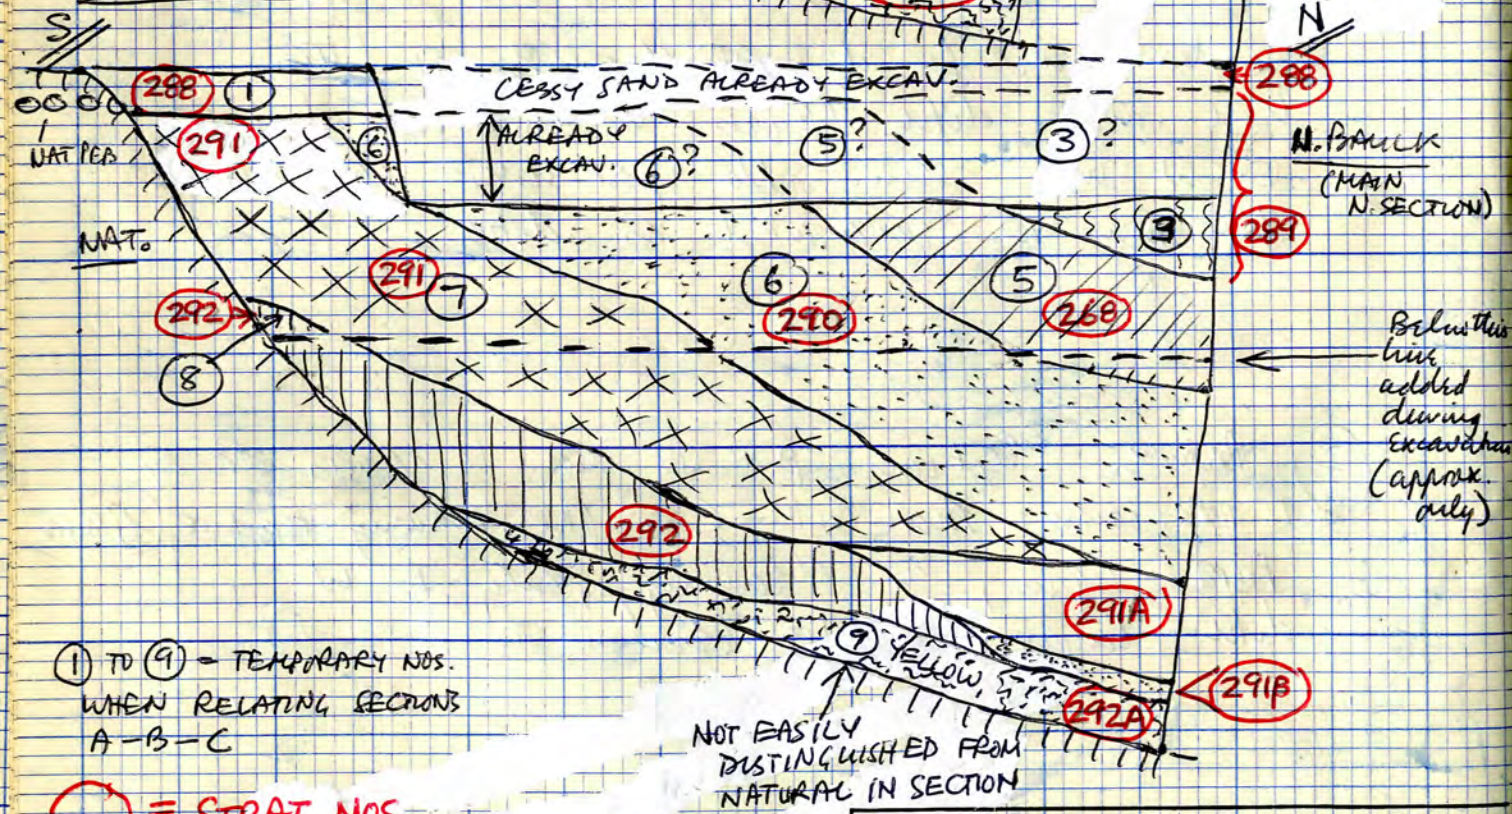 S
N
CESSY SAND ALREADY EXCAV.
288
1
288
NAT PEB
291
6
ALREADY
EXCAV.
6?
5?
3?
N. BAULK
(MAIN
N. SECTION)
NAT.
3
289
291
7
6
290
5
268
292
8
Below this
line
added
during
excavation
(approx.
only)
292
291A
9
YELLOW
291B
292A
1 TO 9 = TEMPORARY NOS.
WHEN RELATING SECTIONS
A-B-C
NOT EASILY
DISTINGUISHED FROM
NATURAL IN SECTION
= STRAT. NOS.